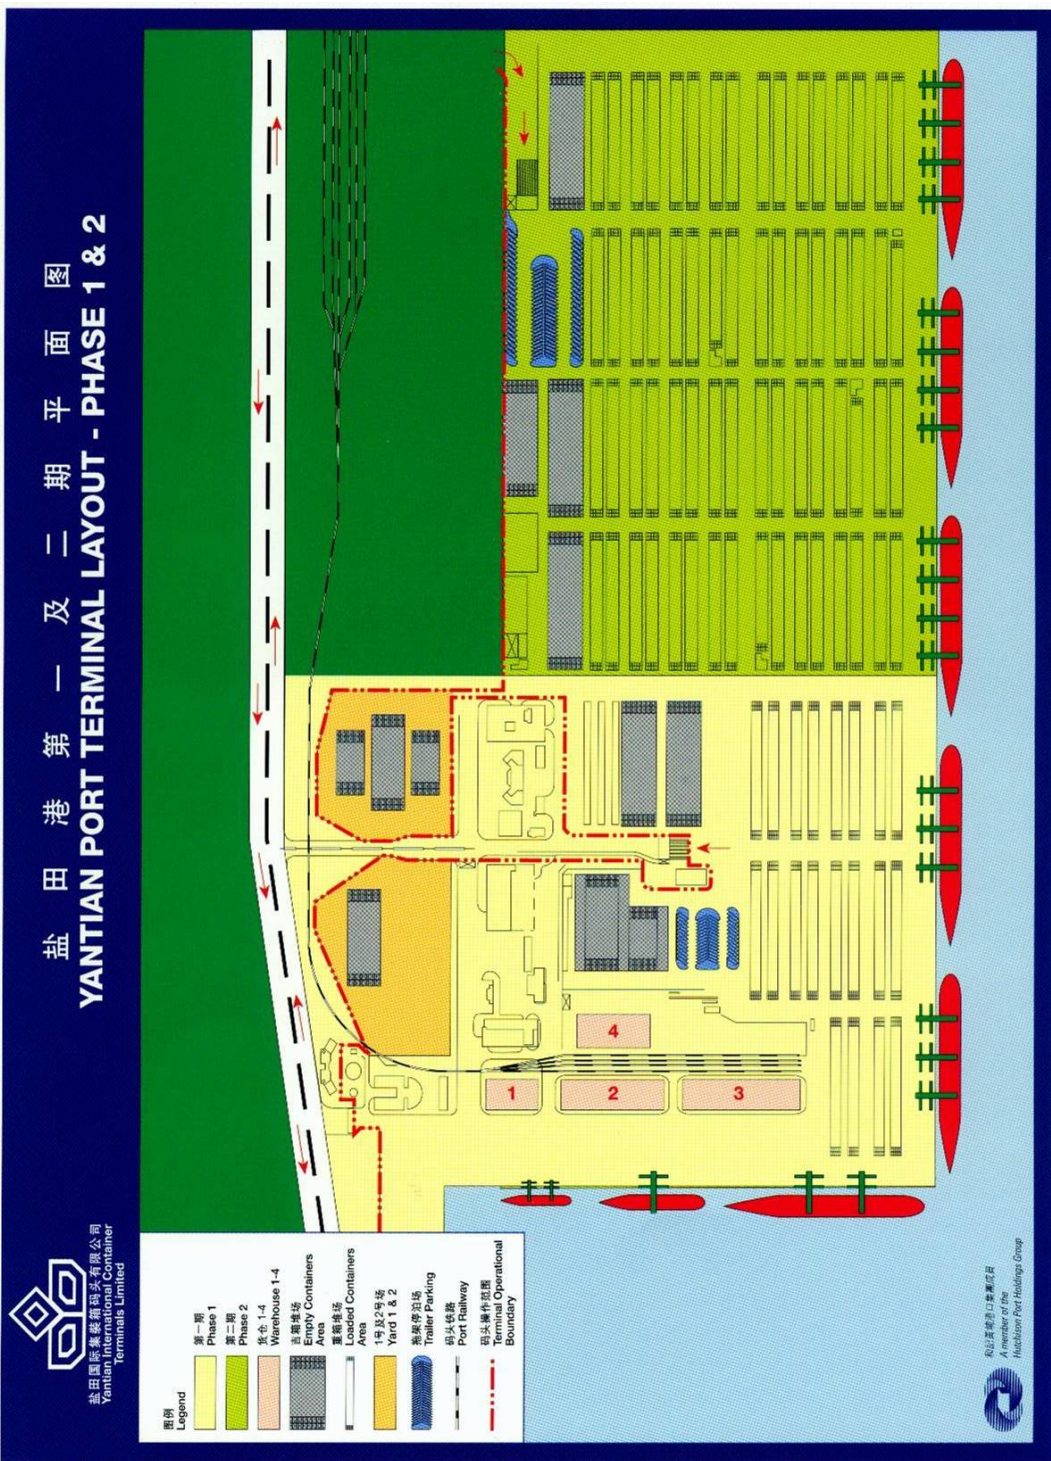 盐田港第一及二期平面图
YANTIAN PORT TERMINAL LAYOUT - PHASE 1 & 2
盐田国际集装箱码头有限公司
Yantian International Container
Terminals Limited
图例
Legend
第一期
Phase 1
第二期
Phase 2
货仓 1-4
Warehouse 1-4
吉箱堆场
Empty Containers
Area
重箱堆场
Loaded Containers
Area
1号及2号场
Yard 1 & 2
拖架停泊场
Trailer Parking
码头铁路
Port Railway
码头操作范围
Terminal Operational
Boundary
4
1
2
3
和記黃埔港口集團成員
A member of the
Hutchison Port Holdings Group